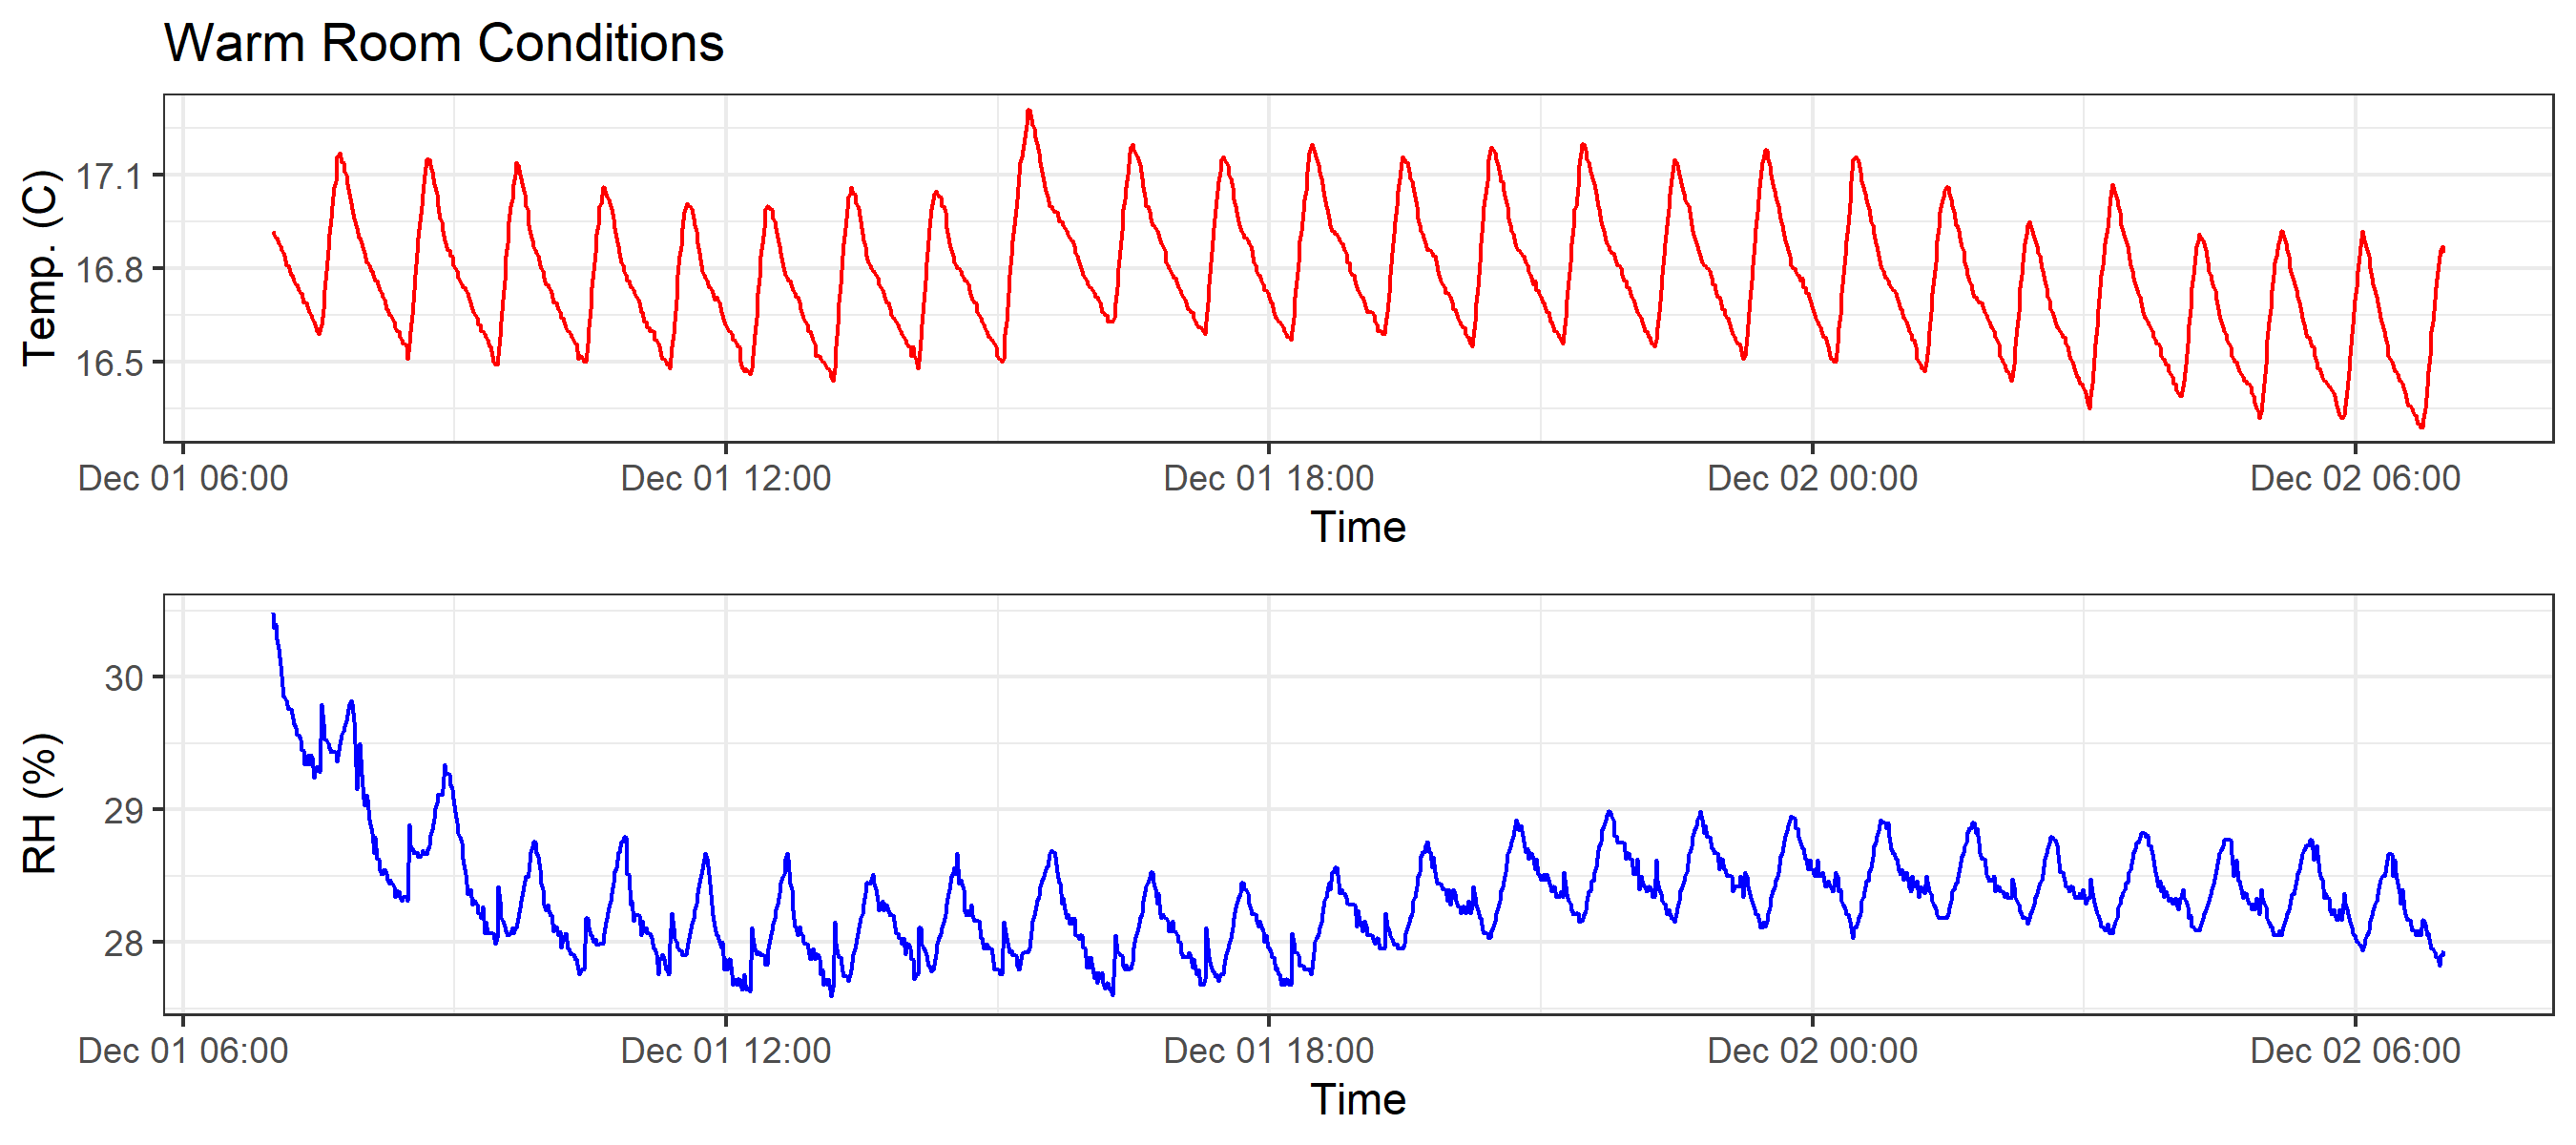 Warm Room Conditions
Temp. (C)
17.1
16.8
16.5
Dec 01 06:00 Dec 01 12:00 Dec 01 18:00 Dec 02 00:00 Dec 02 06:00
Time
RH (%)
30
29
28
Dec 01 06:00 Dec 01 12:00 Dec 01 18:00 Dec 02 00:00 Dec 02 06:00
Time